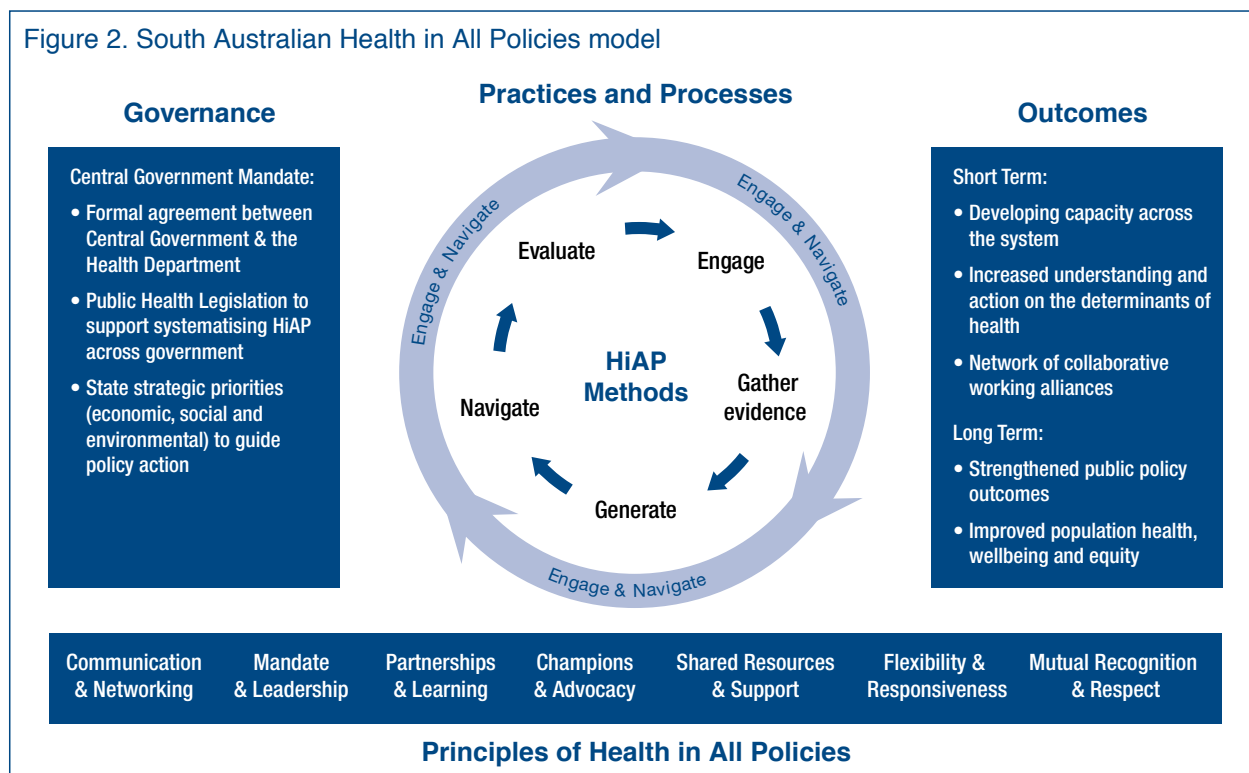 Figure 2. South Australian Health in All Policies model
Governance
Central Government Mandate:
• Formal agreement between
Central Government & the
Health Department
• Public Health Legislation to
support systematising HiAP
across government
• State strategic priorities
(economic, social and
environmental) to guide
policy action
Practices and Processes
Engage & Navigate
Engage & Navigate
Engage & Navigate
Evaluate
Engage
Gather
evidence
Generate
Navigate
HiAP
Methods
Outcomes
Short Term:
• Developing capacity across
the system
• Increased understanding and
action on the determinants of
health
• Network of collaborative
working alliances
Long Term:
• Strengthened public policy
outcomes
• Improved population health,
wellbeing and equity
Communication
& Networking
Mandate
& Leadership
Partnerships
& Learning
Champions
& Advocacy
Shared Resources
& Support
Flexibility &
Responsiveness
Mutual Recognition
& Respect
Principles of Health in All Policies